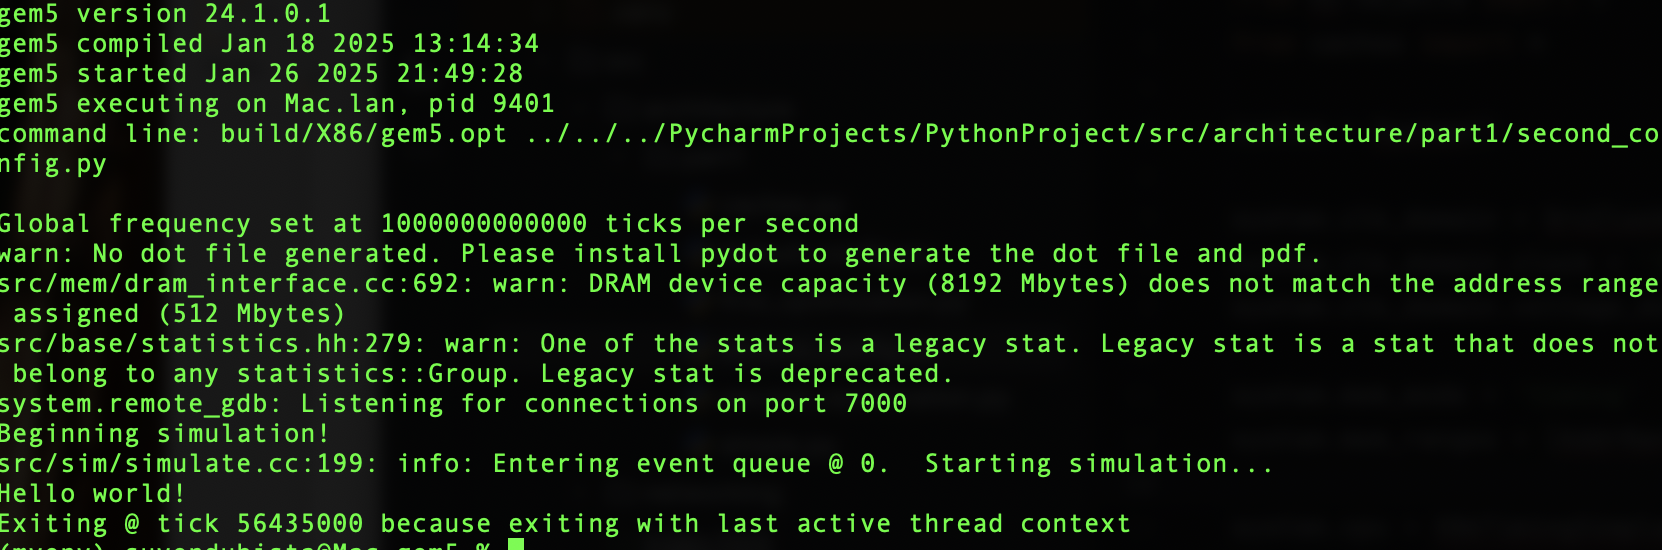 gem5 version 24.1.0.1
gem5 compiled Jan 18 2025 13:14:34
gem5 started Jan 26 2025 21:49:28
gem5 executing on Mac.lan, pid 9401
command line: build/X86/gem5.opt ../../../PycharmProjects/PythonProject/src/architecture/part1/second_co
nfig.py
Global frequency set at 1000000000000 ticks per second
warn: No dot file generated. Please install pydot to generate the dot file and pdf.
src/mem/dram_interface.cc:692: warn: DRAM device capacity (8192 Mbytes) does not match the address range
assigned (512 Mbytes)
src/base/statistics.hh:279: warn: One of the stats is a legacy stat. Legacy stat is a stat that does not
belong to any statistics::Group. Legacy stat is deprecated.
system.remote_gdb: Listening for connections on port 7000
Beginning simulation!
src/sim/simulate.cc:199: info: Entering event queue @ 0.  Starting simulation...
Hello world!
Exiting @ tick 56435000 because exiting with last active thread context